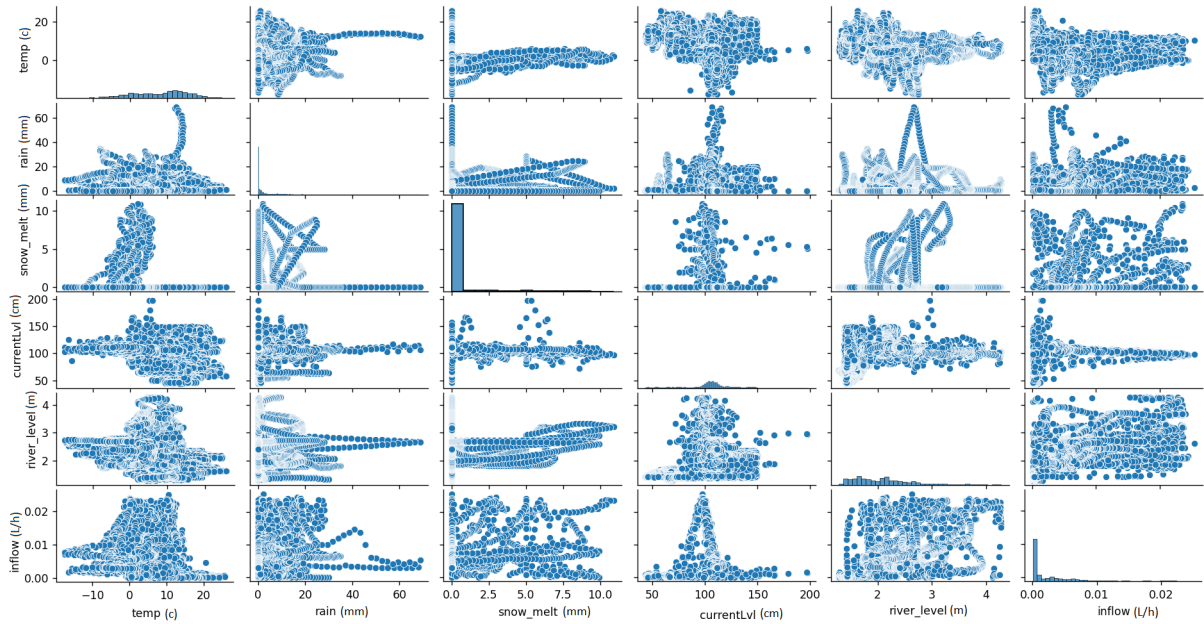 temp (c)
20
0
rain (mm)
60
40
20
0
snow_melt (mm)
10
5
0
currentLvl (cm)
200
150
100
50
river_level (m)
4
3
2
inflow (L/h)
0.02
0.01
0.00
−10 0 10 20
0 20 40 60
0.0 2.5 5.0 7.5 10.0
50 100 150 200
2 3 4
0.00 0.01 0.02
temp (c) rain (mm) snow_melt (mm) currentLvl (cm) river_level (m) inflow (L/h)